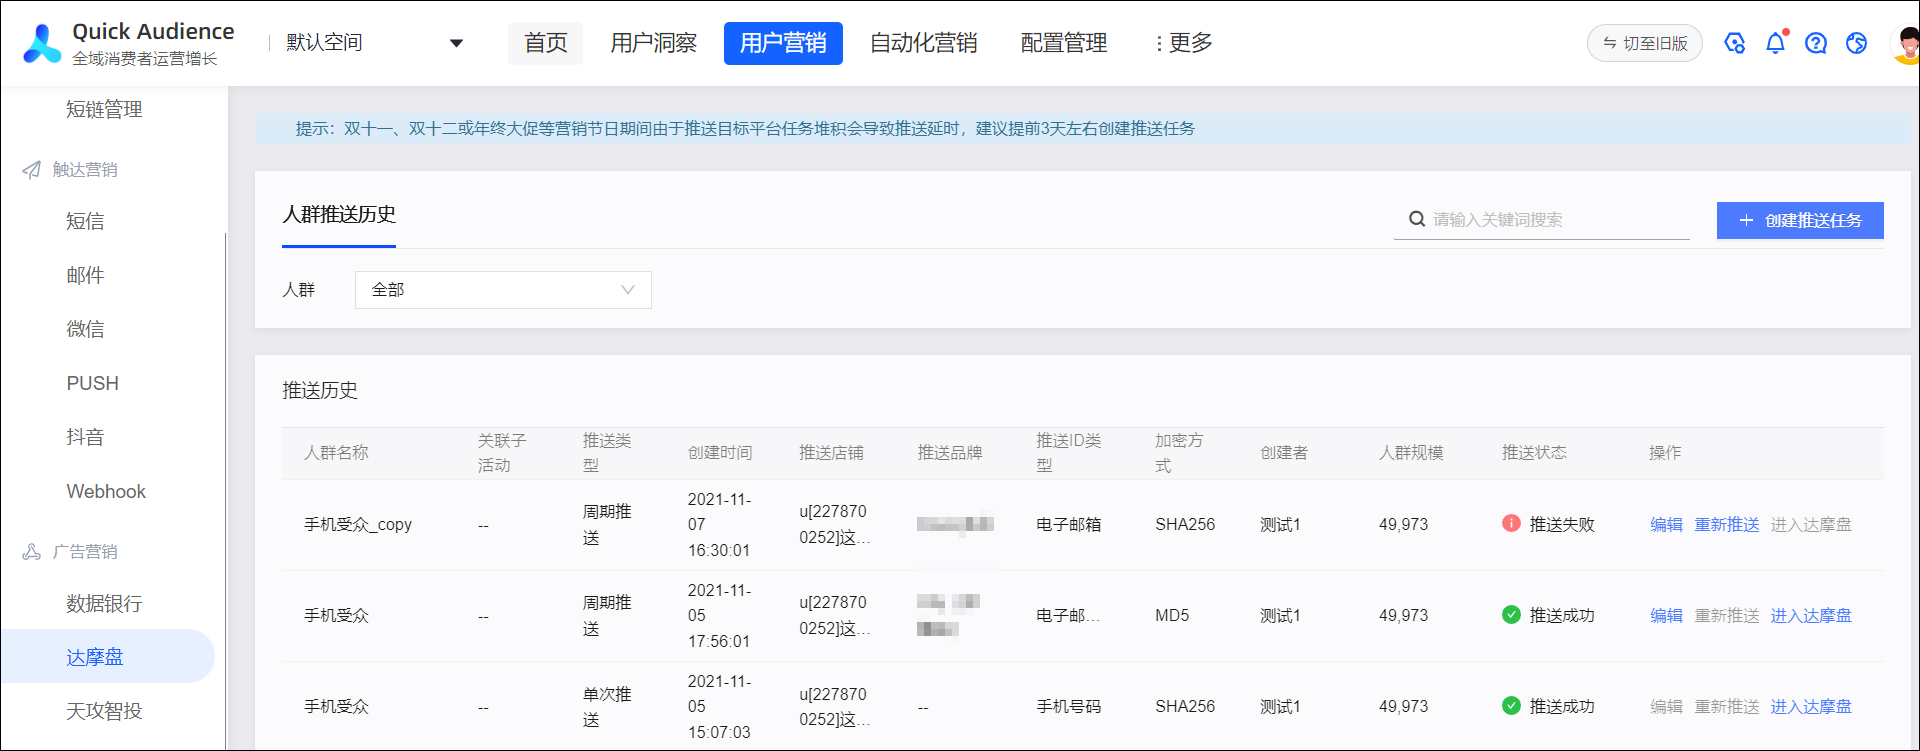 Quick Audience
全域消费者运营增长
默认空间
首页
用户洞察
用户营销
自动化营销
配置管理
更多
切至旧版
短链管理
触达营销
短信
邮件
微信
PUSH
抖音
Webhook
广告营销
数据银行
达摩盘
天攻智投
提示：双十一、双十二或年终大促等营销节日期间由于推送目标平台任务堆积会导致推送延时，建议提前3天左右创建推送任务
人群推送历史
请输入关键词搜索
创建推送任务
人群
全部
推送历史
人群名称
关联子
活动
推送类
型
创建时间
推送店铺
推送品牌
推送ID类
型
加密方
式
创建者
人群规模
推送状态
操作
手机受众_copy
--
周期推
送
2021-11-
07
16:30:01
u[227870
0252]这...
电子邮箱
SHA256
测试1
49,973
推送失败
编辑 重新推送 进入达摩盘
手机受众
--
周期推
送
2021-11-
05
17:56:01
u[227870
0252]这...
电子邮...
MD5
测试1
49,973
推送成功
编辑 重新推送 进入达摩盘
手机受众
--
单次推
送
2021-11-
05
15:07:03
u[227870
0252]这...
--
手机号码
SHA256
测试1
49,973
推送成功
编辑 重新推送 进入达摩盘